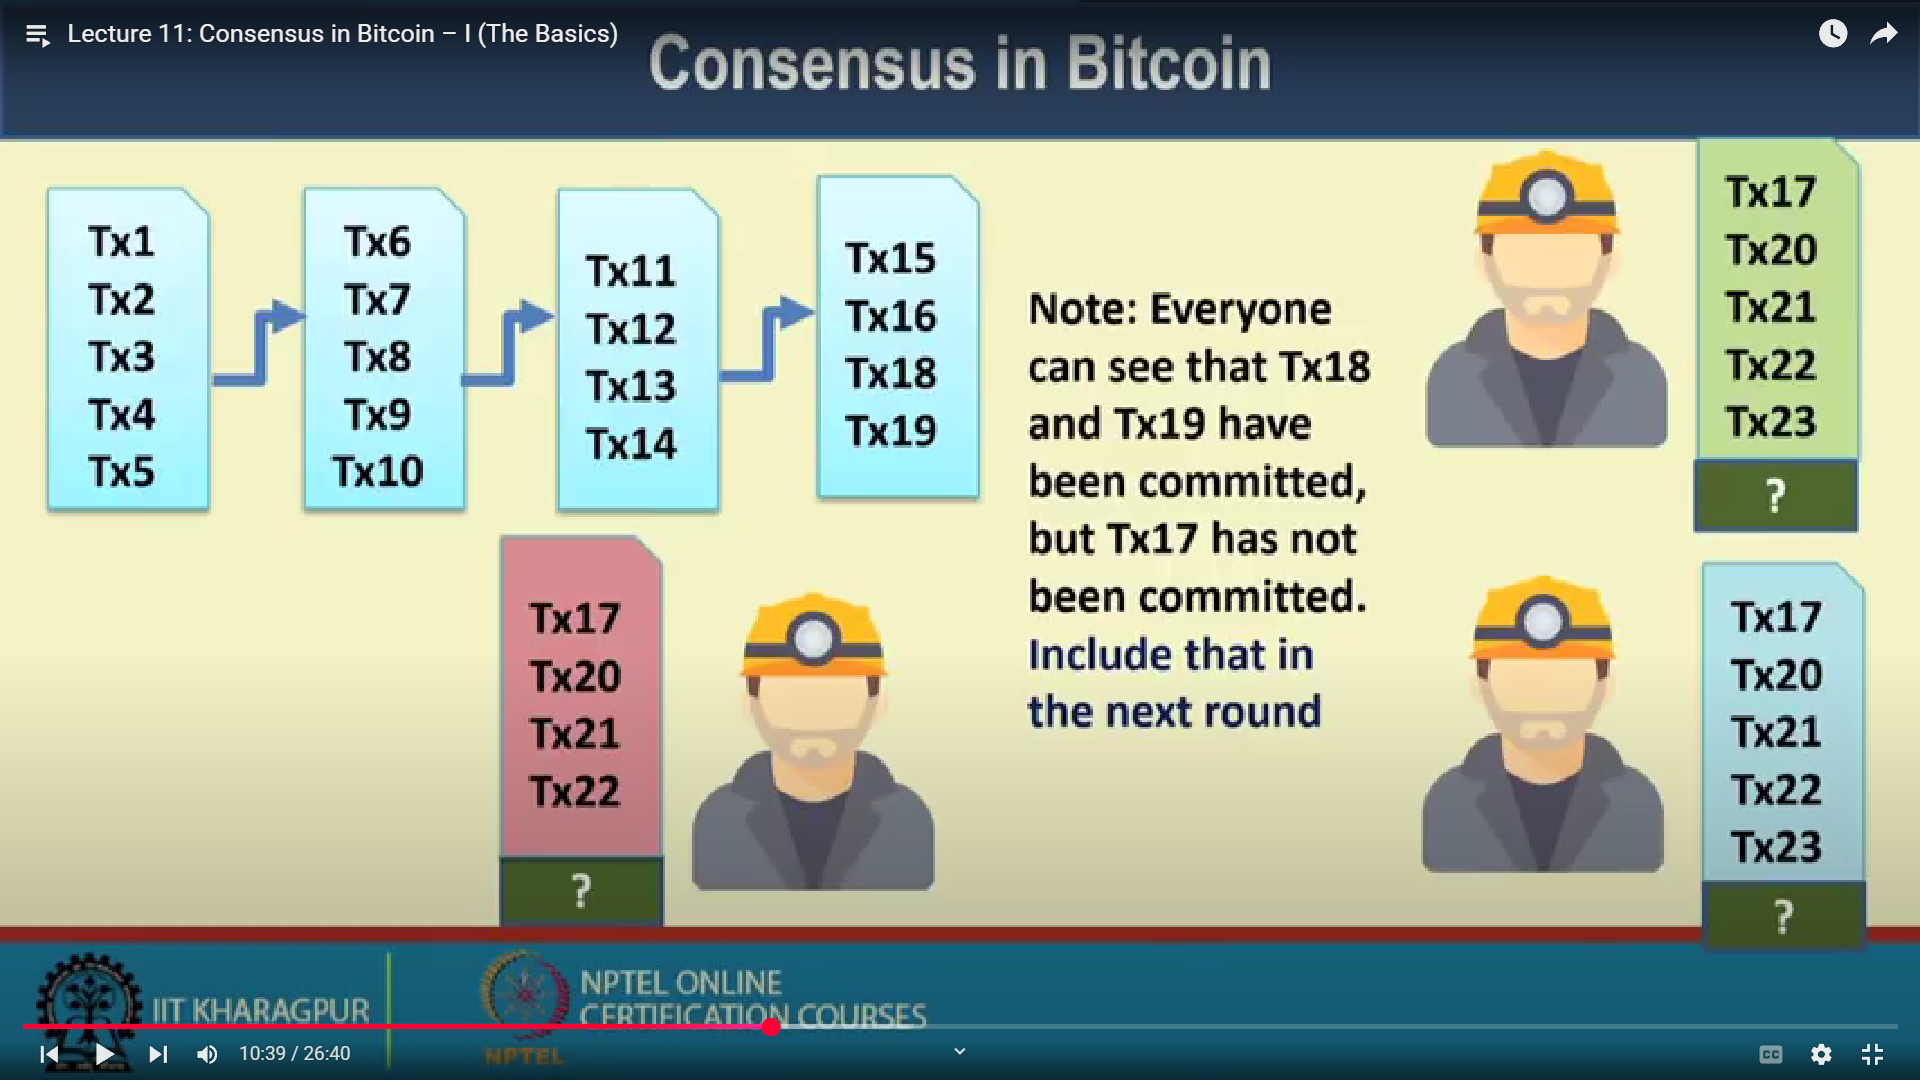 Lecture 11: Consensus in Bitcoin – I (The Basics)
Consensus in Bitcoin
Tx1
Tx2
Tx3
Tx4
Tx5
Tx6
Tx7
Tx8
Tx9
Tx10
Tx11
Tx12
Tx13
Tx14
Tx15
Tx16
Tx18
Tx19
Note: Everyone
can see that Tx18
and Tx19 have
been committed,
but Tx17 has not
been committed.
Include that in
the next round
Tx17
Tx20
Tx21
Tx22
Tx23
?
Tx17
Tx20
Tx21
Tx22
?
Tx17
Tx20
Tx21
Tx22
Tx23
?
IIT KHARAGPUR
NPTEL
NPTEL ONLINE
CERTIFICATION COURSES
10:39 / 26:40
CC